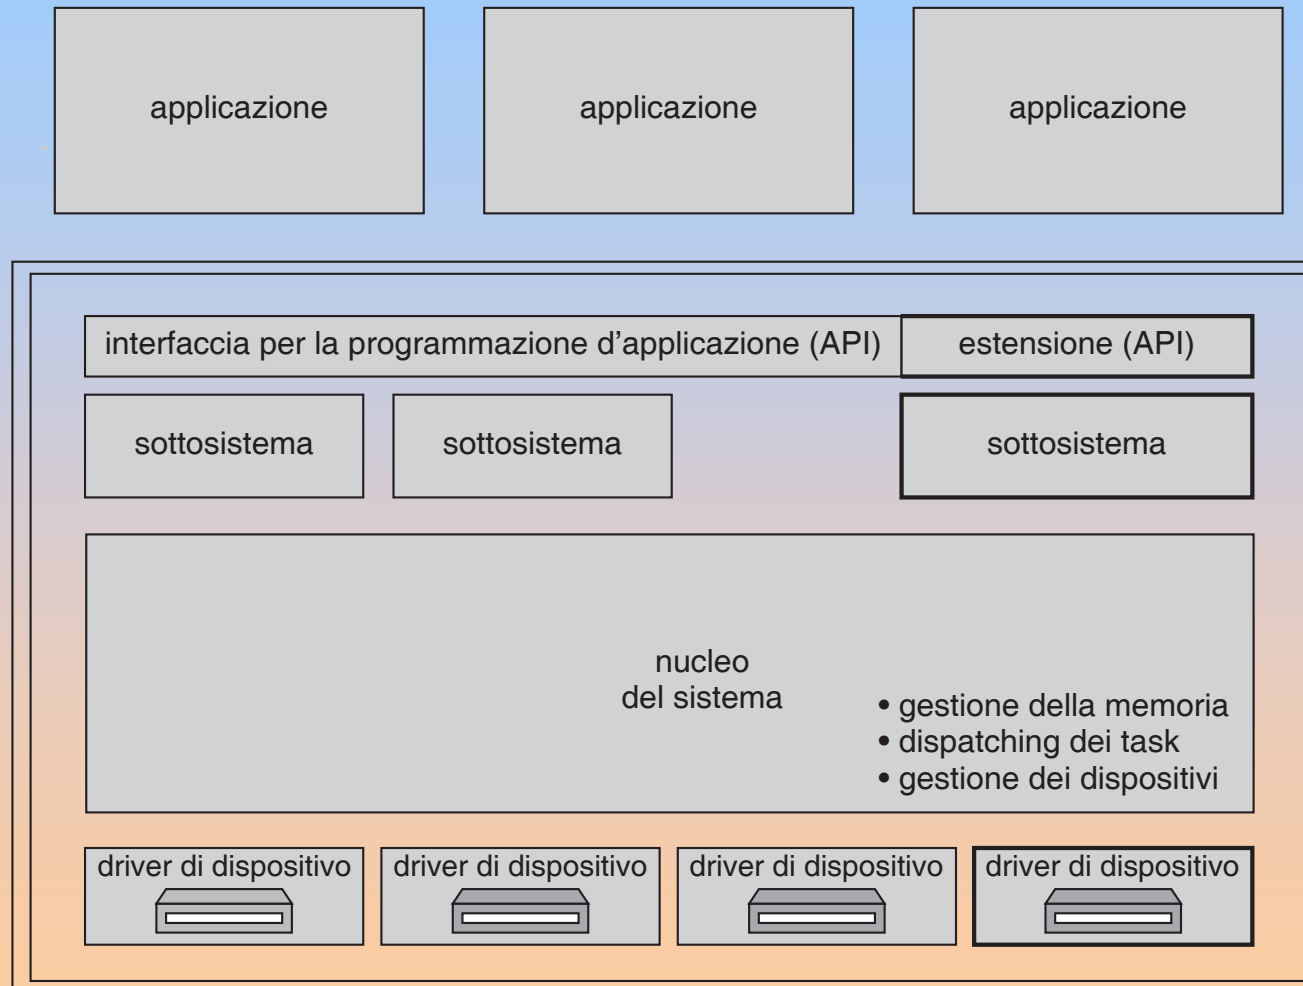 applicazione
applicazione
applicazione
interfaccia per la programmazione d'applicazione (API)
estensione (API)
sottosistema
sottosistema
sottosistema
nucleo
del sistema
• gestione della memoria
• dispatching dei task
• gestione dei dispositivi
driver di dispositivo
driver di dispositivo
driver di dispositivo
driver di dispositivo